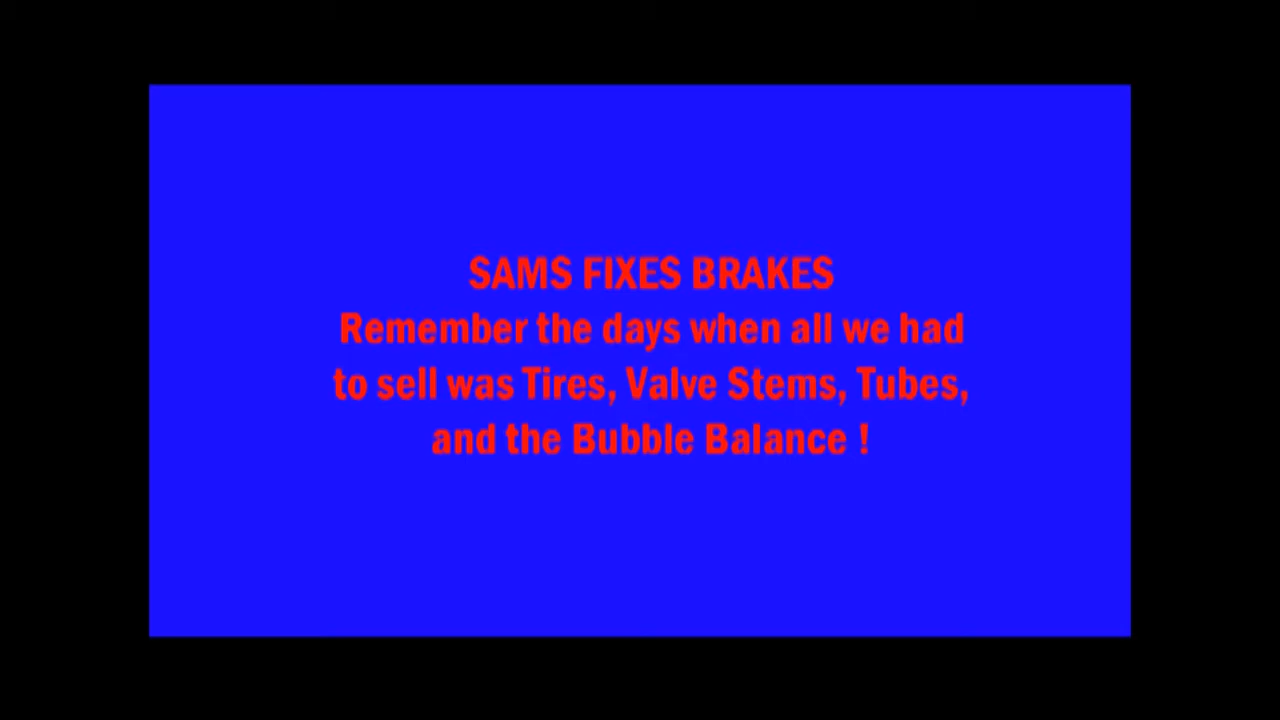 SAMS FIXES BRAKES
Remember the days when all we had
to sell was Tires, Valve Stems, Tubes,
and the Bubble Balance !